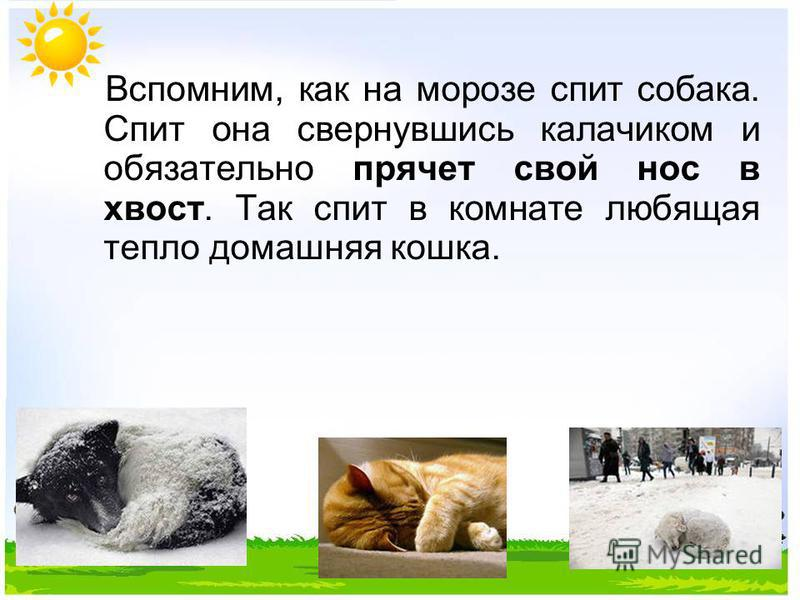 Вспомним, как на морозе спит собака.
Спит она свернувшись калачиком и
обязательно прячет свой нос в
хвост. Так спит в комнате любящая
тепло домашняя кошка.
MyShared